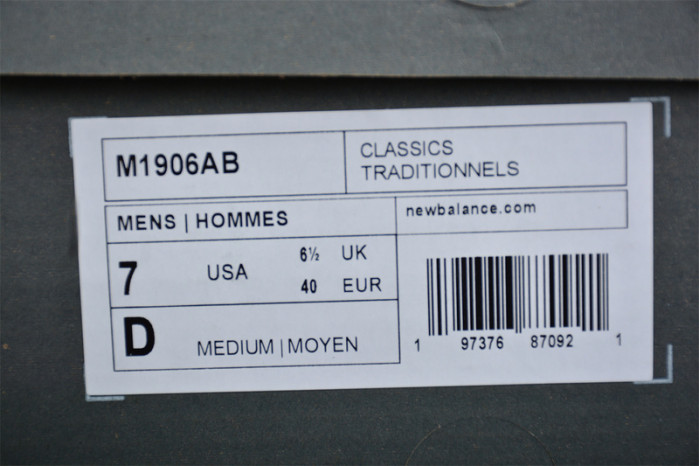 M1906AB
CLASSICS
TRADITIONNELS
MENS | HOMMES
newbalance.com
7 USA 6½ UK
40 EUR
D MEDIUM | MOYEN
1 97376 87092 1